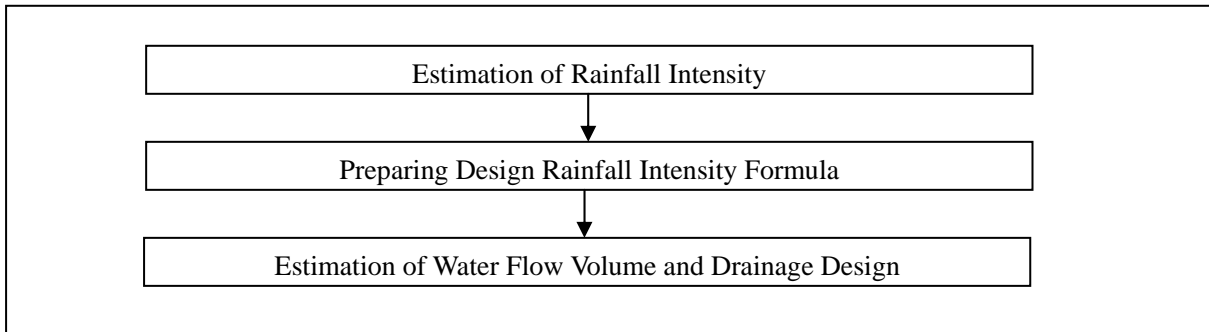 Estimation of Rainfall Intensity
Preparing Design Rainfall Intensity Formula
Estimation of Water Flow Volume and Drainage Design